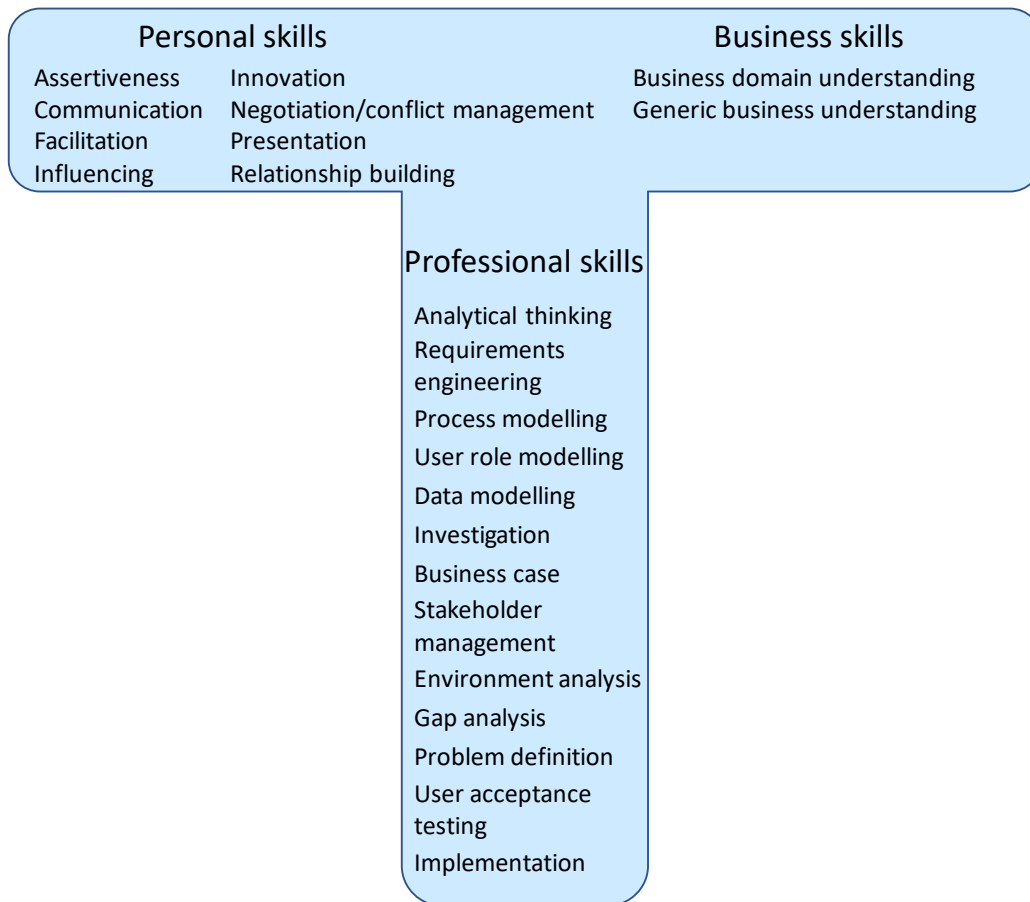 Personal skills
Assertiveness
Communication
Facilitation
Influencing
Innovation
Negotiation/conflict management
Presentation
Relationship building
Business skills
Business domain understanding
Generic business understanding
Professional skills
Analytical thinking
Requirements
engineering
Process modelling
User role modelling
Data modelling
Investigation
Business case
Stakeholder
management
Environment analysis
Gap analysis
Problem definition
User acceptance
testing
Implementation